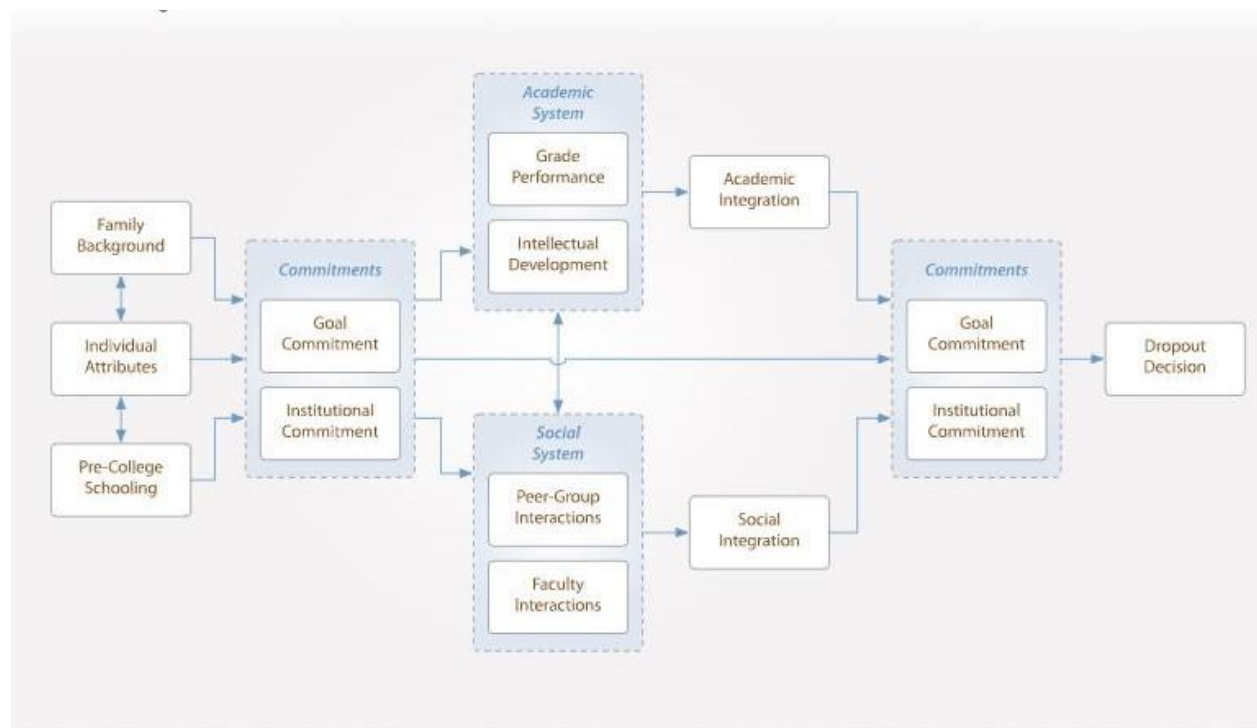 Family
Background
Individual
Attributes
Pre-College
Schooling
Commitments
Goal
Commitment
Institutional
Commitment
Academic
System
Grade
Performance
Intellectual
Development
Social
System
Peer-Group
Interactions
Faculty
Interactions
Academic
Integration
Social
Integration
Commitments
Goal
Commitment
Institutional
Commitment
Dropout
Decision